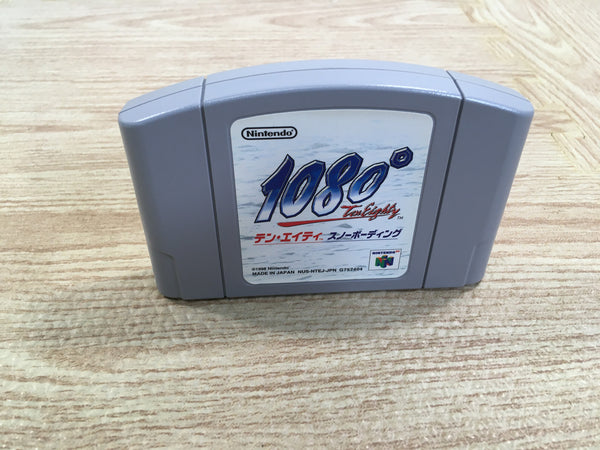 Nintendo
1080°
TenEighty TM
テン・エイティ スノーボーディング
NINTENDO 64
©1998 Nintendo
MADE IN JAPAN NUS-NTEJ-JPN